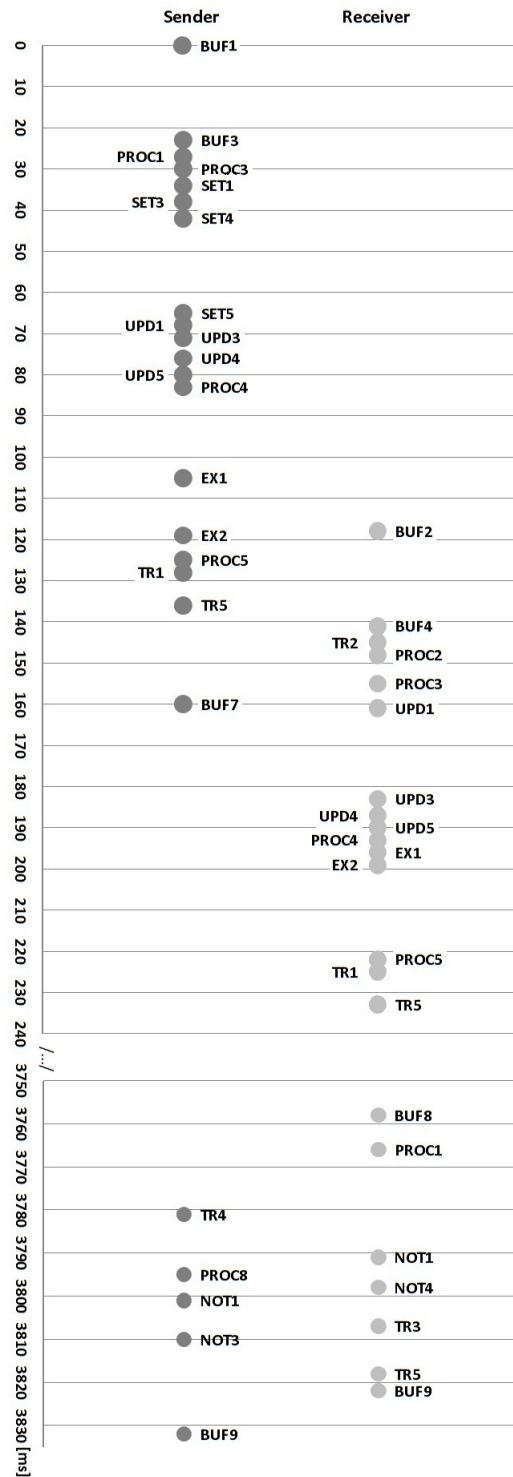 Sender Receiver
0 BUF1
10
20
BUF3
PROC1
30 PROC3
SET1
SET3
40 SET4
50
60
SET5
UPD1
70 UPD3
UPD4
UPD5
80 PROC4
90
100
EX1
110
EX2 BUF2
120
PROC5
TR1
130
TR5
140 BUF4
TR2
PROC2
150
PROC3
BUF7 UPD1
160
170
180
UPD3
UPD4
190 UPD5
PROC4
EX1
EX2
200
210
220 PROC5
TR1
230
TR5
240
/..../
3750
BUF8
3760
PROC1
3770
3780 TR4
3790 NOT1
PROC8
NOT4
3800 NOT1
TR3
3810 NOT3
TR5
3820 BUF9
3830 [ms] BUF9